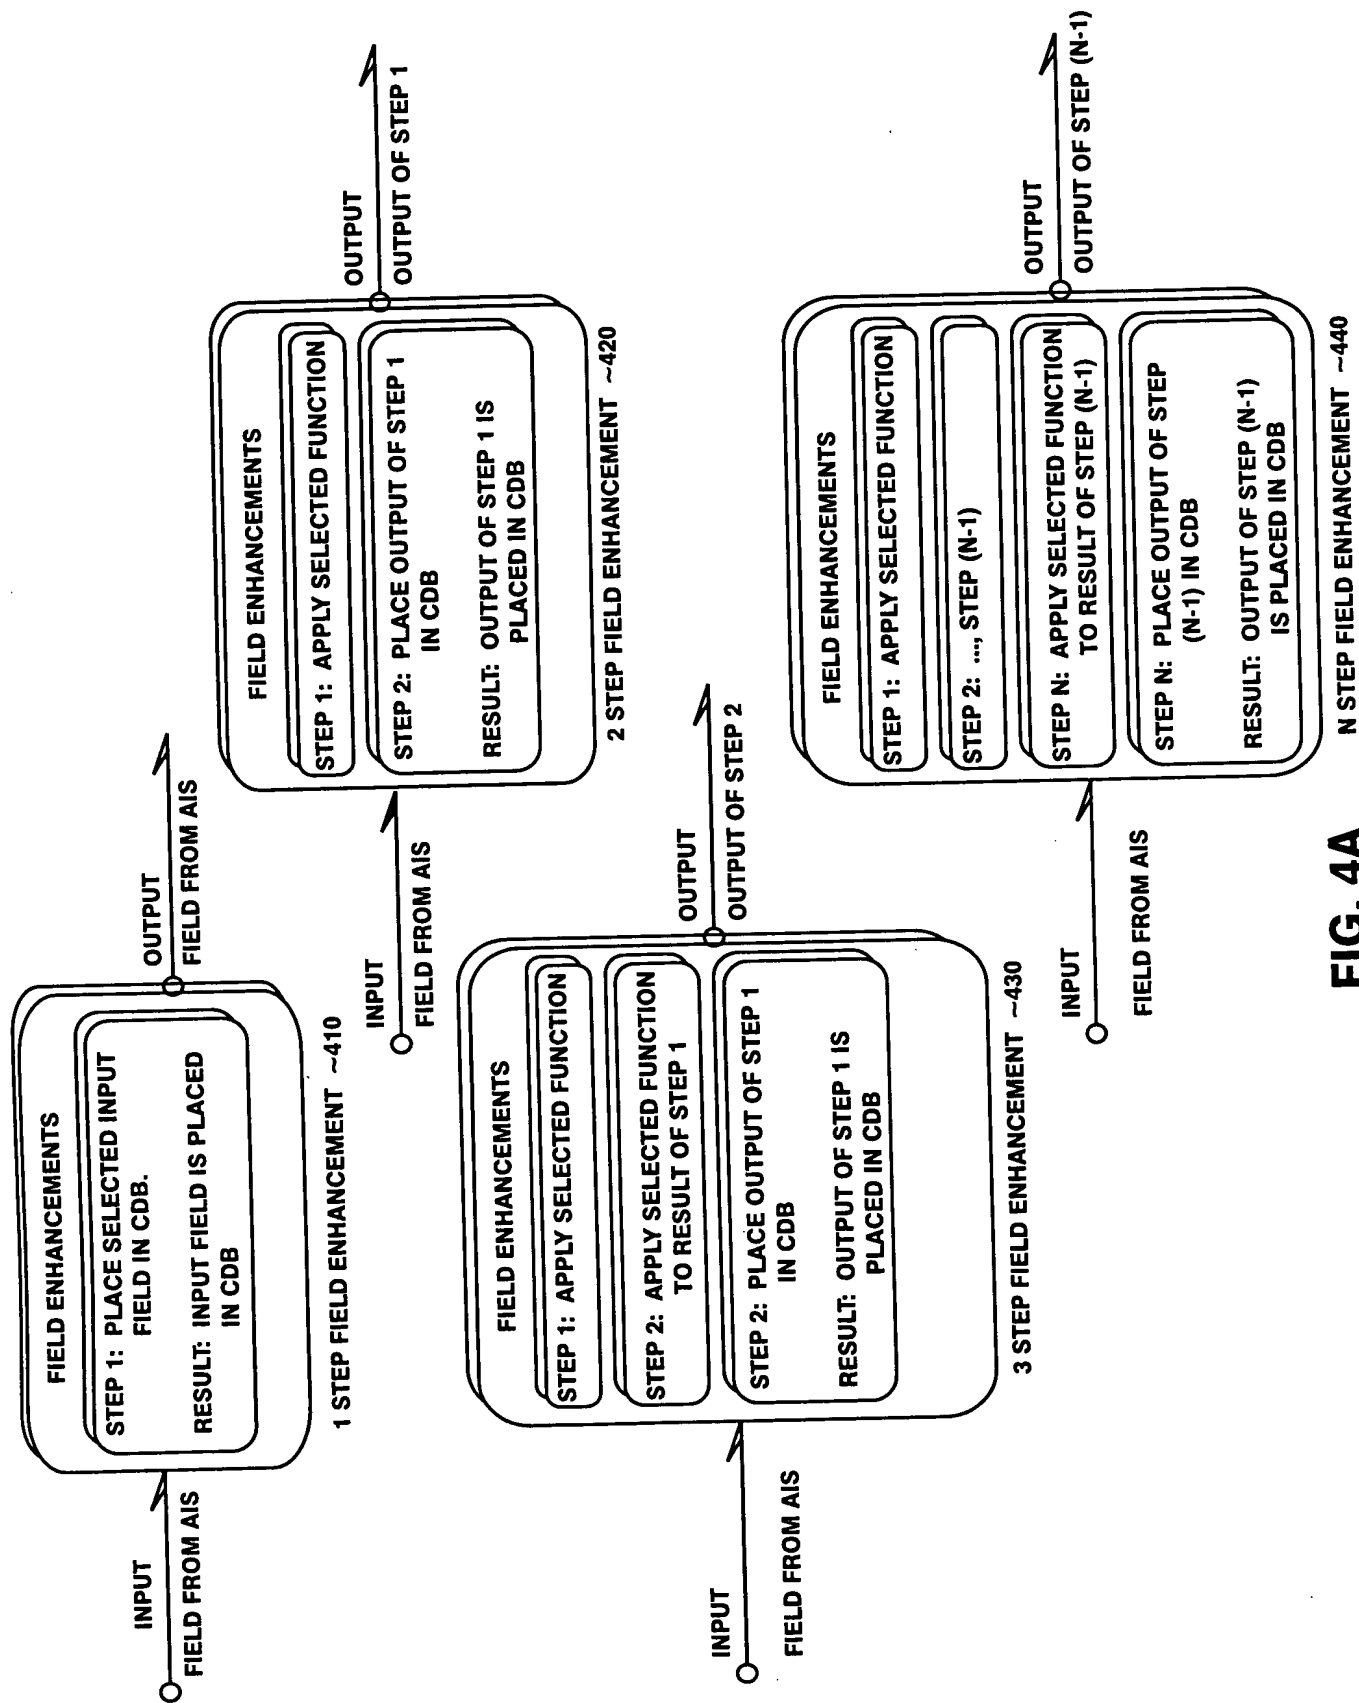 INPUT
FIELD FROM AIS
FIELD ENHANCEMENTS
STEP 1: PLACE SELECTED INPUT
FIELD IN CDB.
RESULT: INPUT FIELD IS PLACED
IN CDB
OUTPUT
FIELD FROM AIS
1 STEP FIELD ENHANCEMENT ~410
INPUT
FIELD FROM AIS
FIELD ENHANCEMENTS
STEP 1: APPLY SELECTED FUNCTION
STEP 2: PLACE OUTPUT OF STEP 1
IN CDB
RESULT: OUTPUT OF STEP 1 IS
PLACED IN CDB
OUTPUT
OUTPUT OF STEP 1
2 STEP FIELD ENHANCEMENT ~420
INPUT
FIELD FROM AIS
FIELD ENHANCEMENTS
STEP 1: APPLY SELECTED FUNCTION
STEP 2: APPLY SELECTED FUNCTION
TO RESULT OF STEP 1
STEP 2: PLACE OUTPUT OF STEP 1
IN CDB
RESULT: OUTPUT OF STEP 1 IS
PLACED IN CDB
OUTPUT
OUTPUT OF STEP 2
3 STEP FIELD ENHANCEMENT ~430
INPUT
FIELD FROM AIS
FIELD ENHANCEMENTS
STEP 1: APPLY SELECTED FUNCTION
STEP 2: ..., STEP (N-1)
STEP N: APPLY SELECTED FUNCTION
TO RESULT OF STEP (N-1)
STEP N: PLACE OUTPUT OF STEP
(N-1) IN CDB
RESULT: OUTPUT OF STEP (N-1)
IS PLACED IN CDB
OUTPUT
OUTPUT OF STEP (N-1)
N STEP FIELD ENHANCEMENT ~440
FIG. 4A